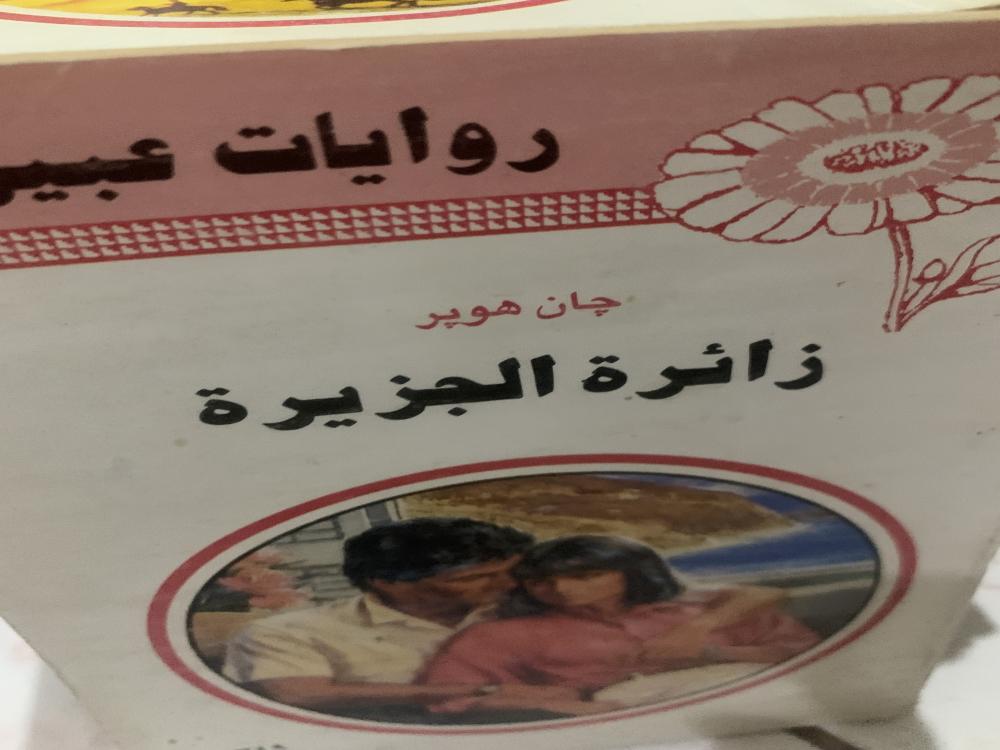 روايات عبير
چان هوپر
زائرة الجزيرة